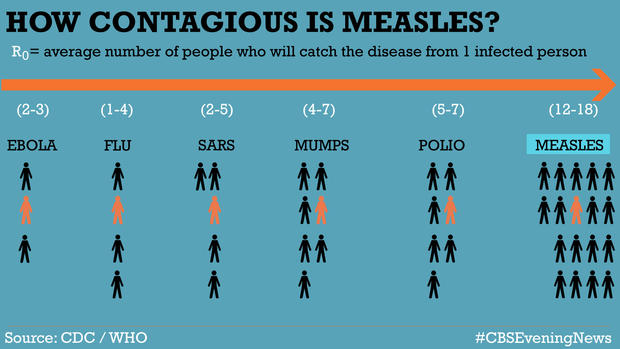 HOW CONTAGIOUS IS MEASLES?
R0= average number of people who will catch the disease from 1 infected person
(2-3) (1-4) (2-5) (4-7) (5-7) (12-18)
EBOLA FLU SARS MUMPS POLIO MEASLES
Source: CDC / WHO #CBSEveningNews